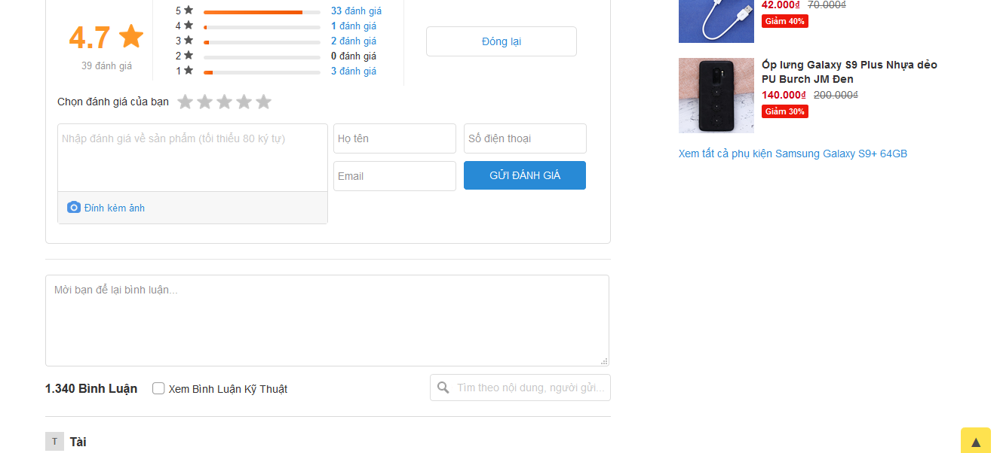 5 ★ 33 đánh giá
4 ★ 1 đánh giá
4.7 ★
3 ★ 2 đánh giá
Đóng lại
2 ★ 0 đánh giá
39 đánh giá
1 ★ 3 đánh giá
Chọn đánh giá của bạn
Nhập đánh giá về sản phẩm (tối thiểu 80 ký tự)
Họ tên
Số điện thoại
Email
GỬI ĐÁNH GIÁ
Đính kèm ảnh
Mời bạn để lại bình luận...
1.340 Bình Luận
Xem Bình Luận Kỹ Thuật
Tìm theo nội dung, người gửi...
T Tài
42.000₫ 70.000₫
Giảm 40%
Ốp lưng Galaxy S9 Plus Nhựa dẻo
PU Burch JM Đen
140.000₫ 200.000₫
Giảm 30%
Xem tất cả phụ kiện Samsung Galaxy S9+ 64GB
▲